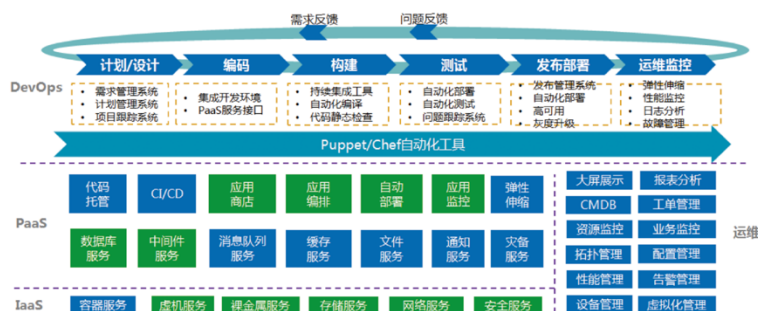 需求反馈
问题反馈
DevOps
计划/设计
编码
构建
测试
发布部署
运维监控
• 需求管理系统
• 计划管理系统
• 项目跟踪系统
• 集成开发环境
• PaaS服务接口
• 持续集成工具
• 自动化编译
• 代码静态检查
• 自动化部署
• 自动化测试
• 问题跟踪系统
• 发布管理系统
• 自动化部署
• 高可用
• 灰度升级
• 弹性伸缩
• 性能监控
• 日志分析
• 故障管理
Puppet/Chef自动化工具
PaaS
代码
托管
CI/CD
应用
商店
应用
编排
自动
部署
应用
监控
弹性
伸缩
数据库
服务
中间件
服务
消息队列
服务
缓存
服务
文件
服务
通知
服务
灾备
服务
IaaS
容器服务
虚机服务
裸金属服务
存储服务
网络服务
安全服务
大屏展示
报表分析
CMDB
工单管理
资源监控
业务监控
拓扑管理
配置管理
性能管理
告警管理
设备管理
虚拟化管理
运维